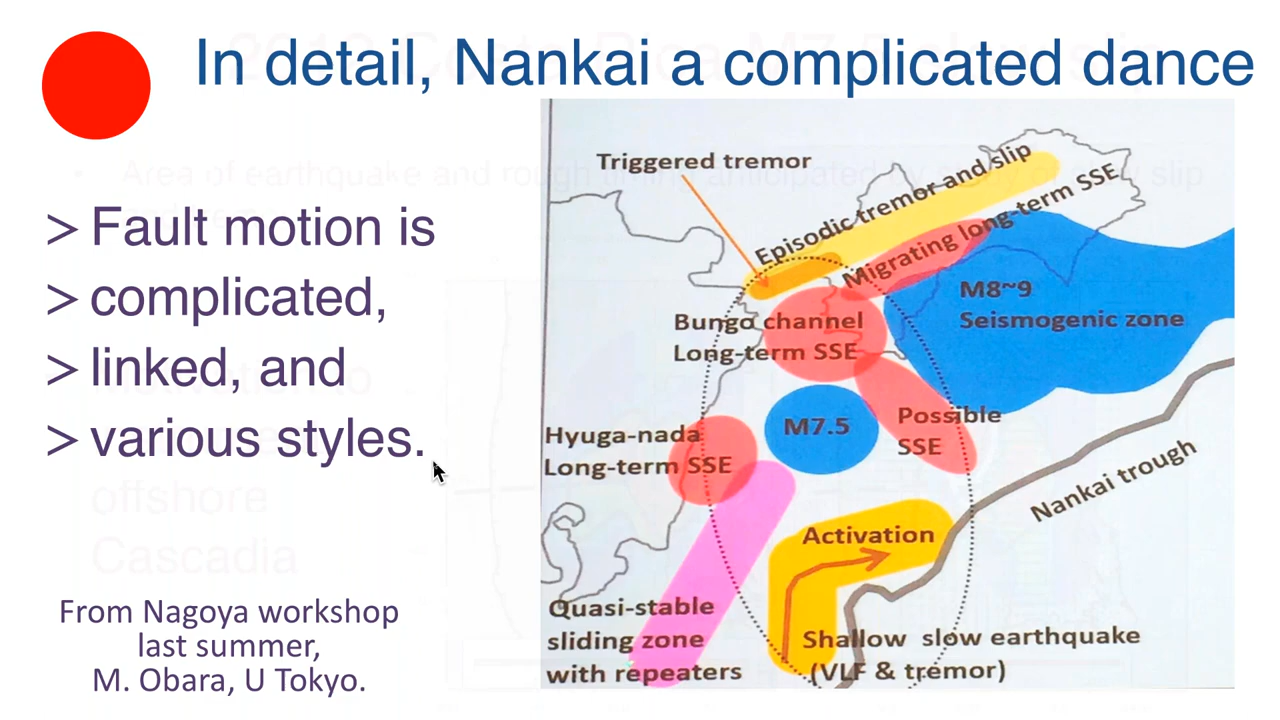 In detail, Nankai a complicated dance
> Fault motion is
> complicated,
> linked, and
> various styles.
offshore
Cascadia
From Nagoya workshop
last summer,
M. Obara, U Tokyo.
Triggered tremor
Episodic tremor and slip
Migrating long-term SSE
M8~9
Seismogenic zone
Bungo channel
Long-term SSE
M7.5
Possible
SSE
Hyuga-nada
Long-term SSE
Nankai trough
Activation
Quasi-stable
sliding zone
with repeaters
Shallow slow earthquake
(VLF & tremor)